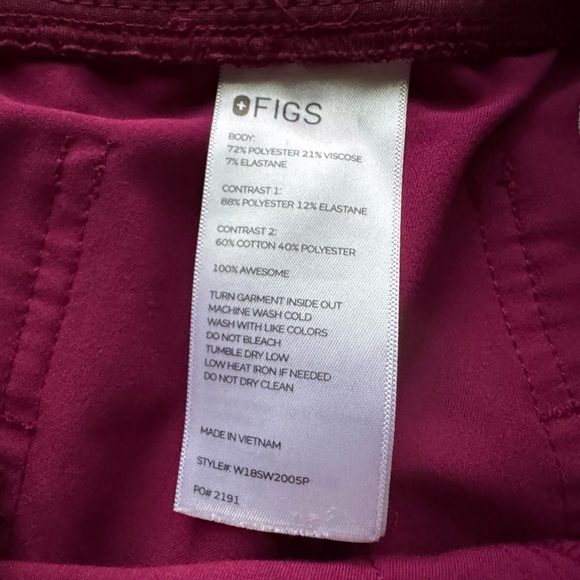 FIGS
BODY:
72% POLYESTER 21% VISCOSE
7% ELASTANE
CONTRAST 1:
88% POLYESTER 12% ELASTANE
CONTRAST 2:
60% COTTON 40% POLYESTER
100% AWESOME
TURN GARMENT INSIDE OUT
MACHINE WASH COLD
WASH WITH LIKE COLORS
DO NOT BLEACH
TUMBLE DRY LOW
LOW HEAT IRON IF NEEDED
DO NOT DRY CLEAN
MADE IN VIETNAM
STYLE#: W18SW2005P
PO# 2191